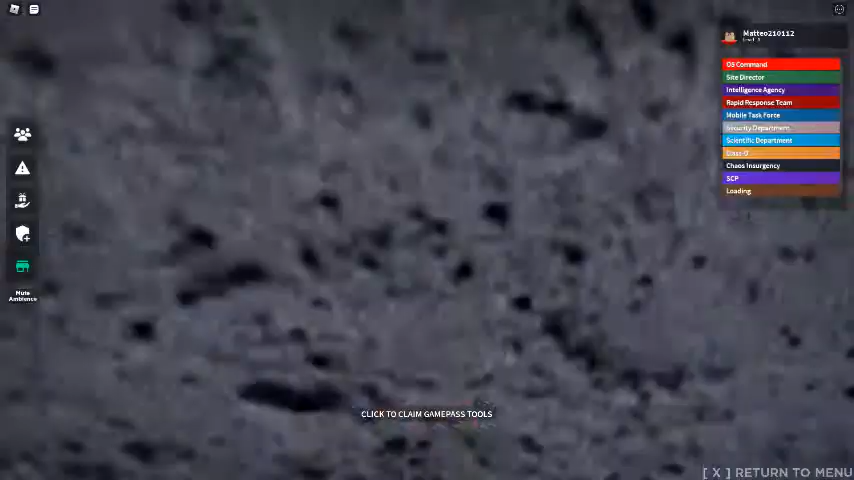 Matteo210112
O5 Command
Site Director
Intelligence Agency
Rapid Response Team
Mobile Task Force
Security Department
Scientific Department
Class-D
Chaos Insurgency
SCP
Loading
Mute
Ambience
CLICK TO CLAIM GAMEPASS TOOLS
[ X ] RETURN TO MENU